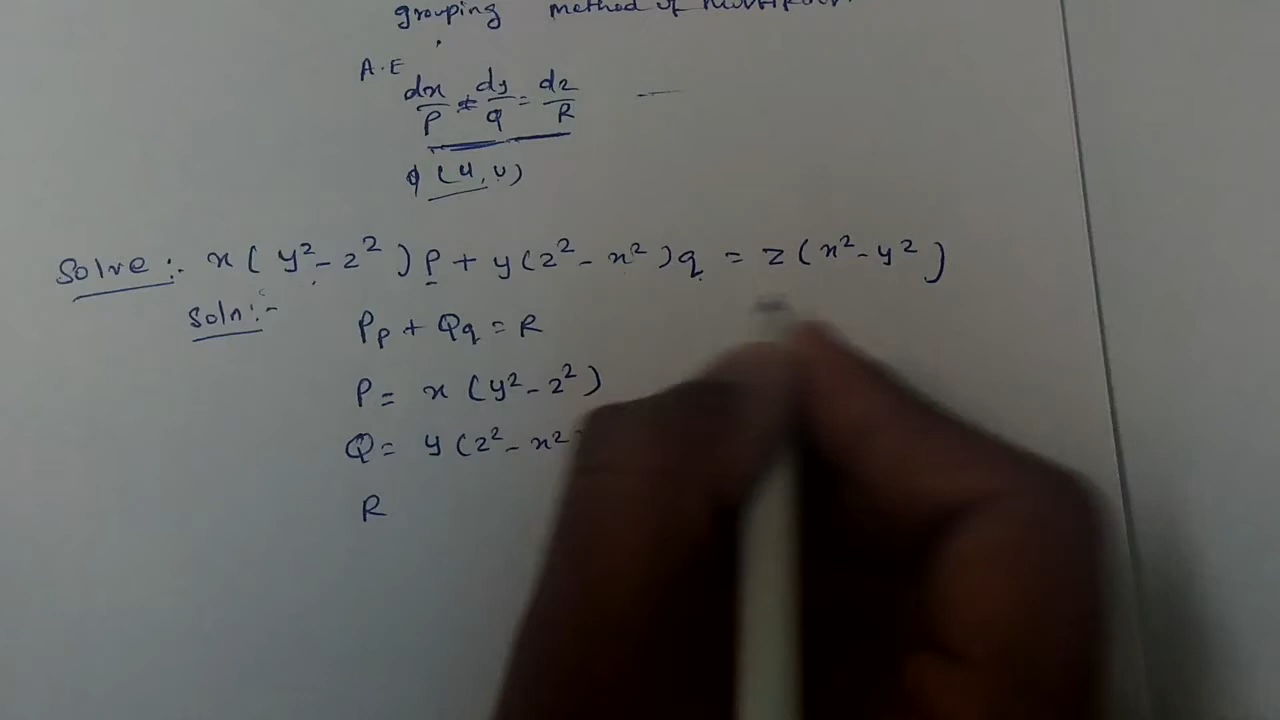 grouping method of
A.E
dx/P = dy/Q = dz/R
ϕ (u, v)
Solve:- x(y²-z²)p + y(z²-x²)q = z(x²-y²)
Soln:-
Pp + Qq = R
P = x(y²-z²)
Q = y(z²-x²
R